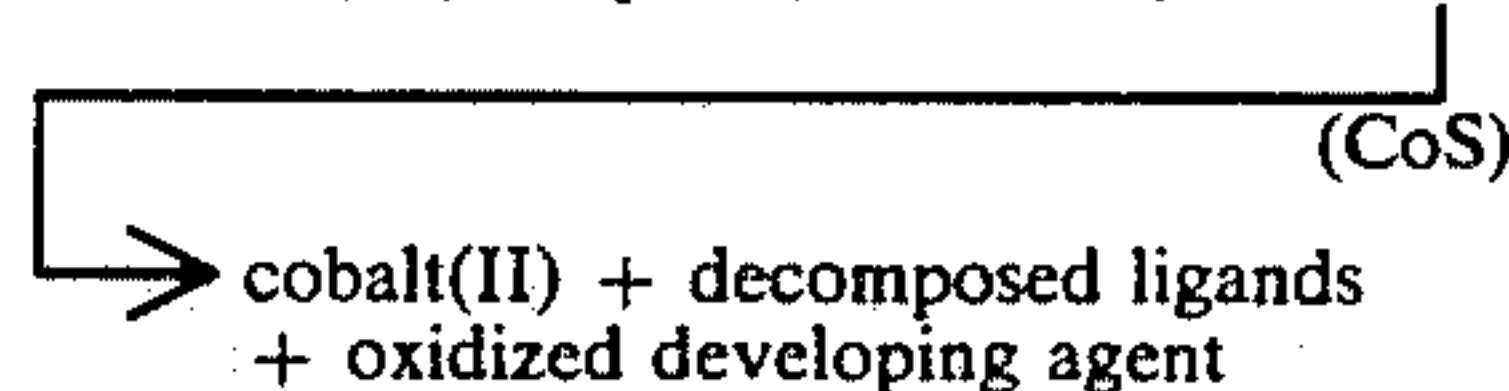 (CoS)
cobalt(II) + decomposed ligands
+ oxidized developing agent